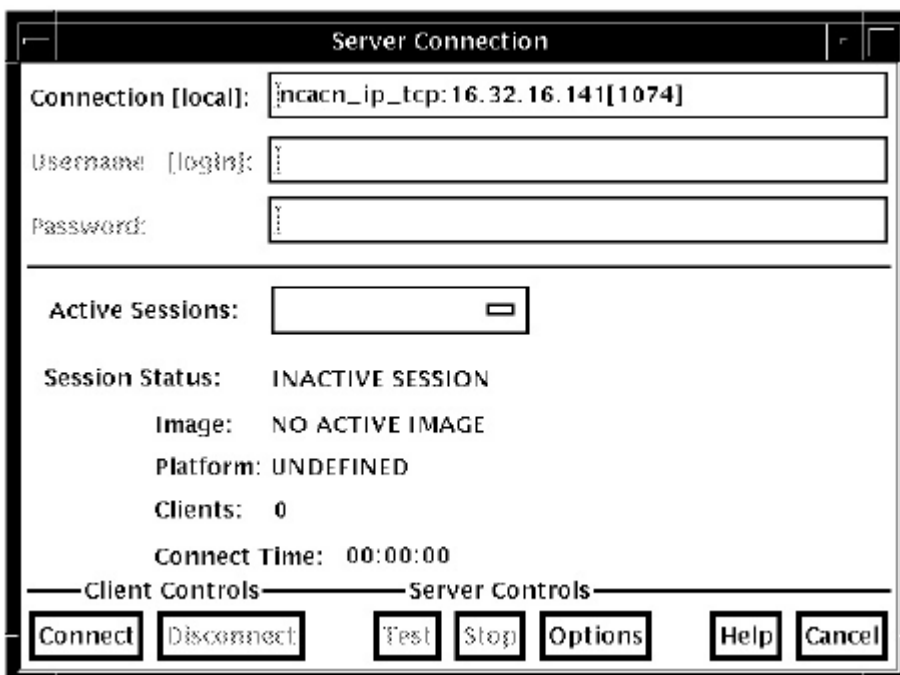 Server Connection
Connection [local]: ncacn_ip_tcp:16.32.16.141[1074]
Username [login]:
Password:
Active Sessions:
Session Status: INACTIVE SESSION
Image: NO ACTIVE IMAGE
Platform: UNDEFINED
Clients: 0
Connect Time: 00:00:00
Client Controls Server Controls
Connect Disconnect Test Stop Options Help Cancel